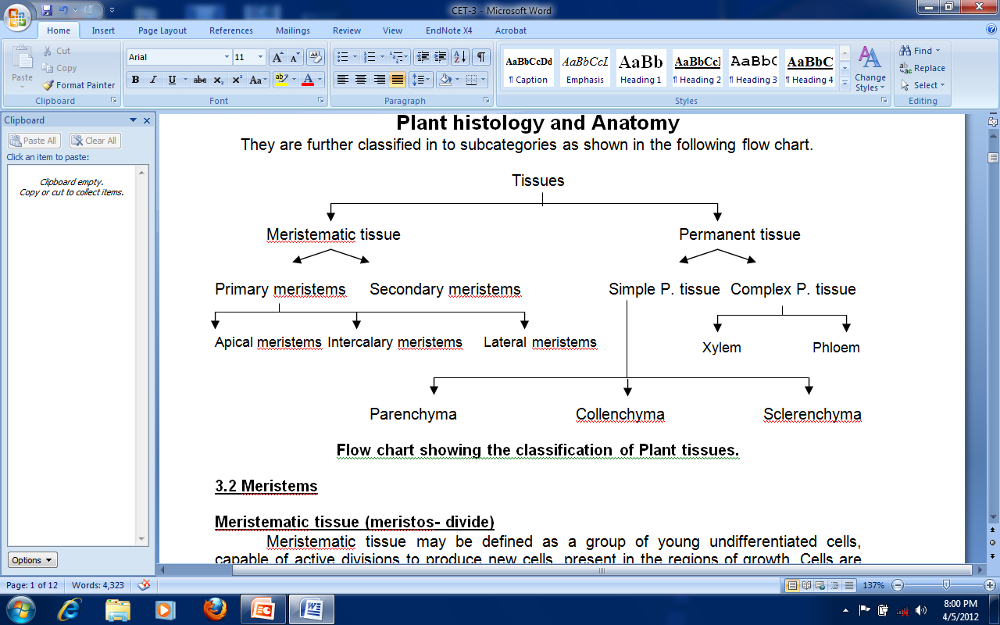 CET-3 - Microsoft Word
Home Insert Page Layout References Mailings Review View EndNote X4 Acrobat
Paste
Cut
Copy
Format Painter
Clipboard
Arial 11
B I U abe x₂ x² Aa ab A
Font
Paragraph
AaBbCcDd AaBbCcL AaBb AaBbCcI AaBbC AaBbC
¶ Caption ¶ Emphasis ¶ Heading 1 ¶ Heading 2 ¶ Heading 3 ¶ Heading 4
Change Styles
Styles
Find
Replace
Select
Editing
Clipboard
Paste All Clear All
Click an item to paste:
Clipboard empty.
Copy or cut to collect items.
Options
Plant histology and Anatomy
They are further classified in to subcategories as shown in the following flow chart.
Tissues
Meristematic tissue Permanent tissue
Primary meristems Secondary meristems Simple P. tissue Complex P. tissue
Apical meristems Intercalary meristems Lateral meristems Xylem Phloem
Parenchyma Collenchyma Sclerenchyma
Flow chart showing the classification of Plant tissues.
3.2 Meristems
Meristematic tissue (meristos- divide)
Meristematic tissue may be defined as a group of young undifferentiated cells,
capable of active divisions to produce new cells, present in the regions of growth. Cells are
Page: 1 of 12 Words: 4,323 137%
8:00 PM
4/5/2012